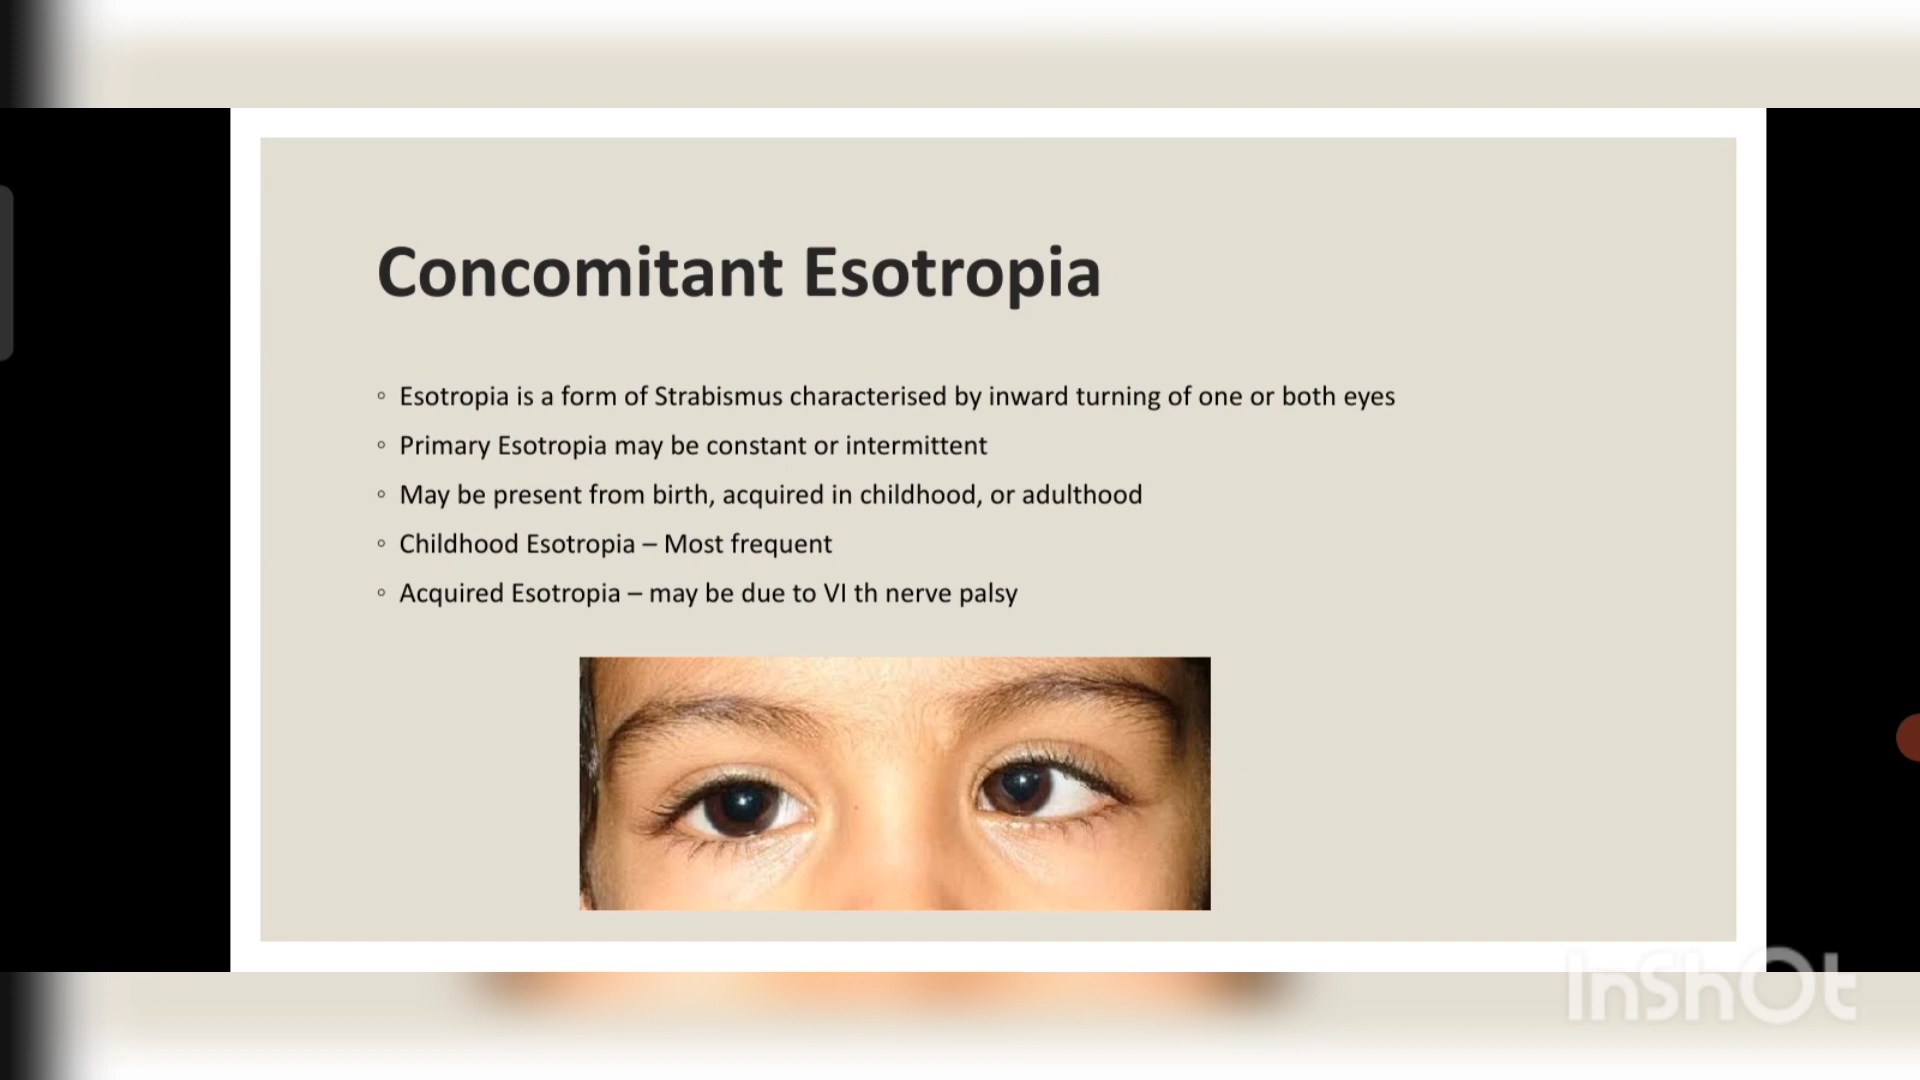 Concomitant Esotropia
◦ Esotropia is a form of Strabismus characterised by inward turning of one or both eyes
◦ Primary Esotropia may be constant or intermittent
◦ May be present from birth, acquired in childhood, or adulthood
◦ Childhood Esotropia – Most frequent
◦ Acquired Esotropia – may be due to VI th nerve palsy
InShOt